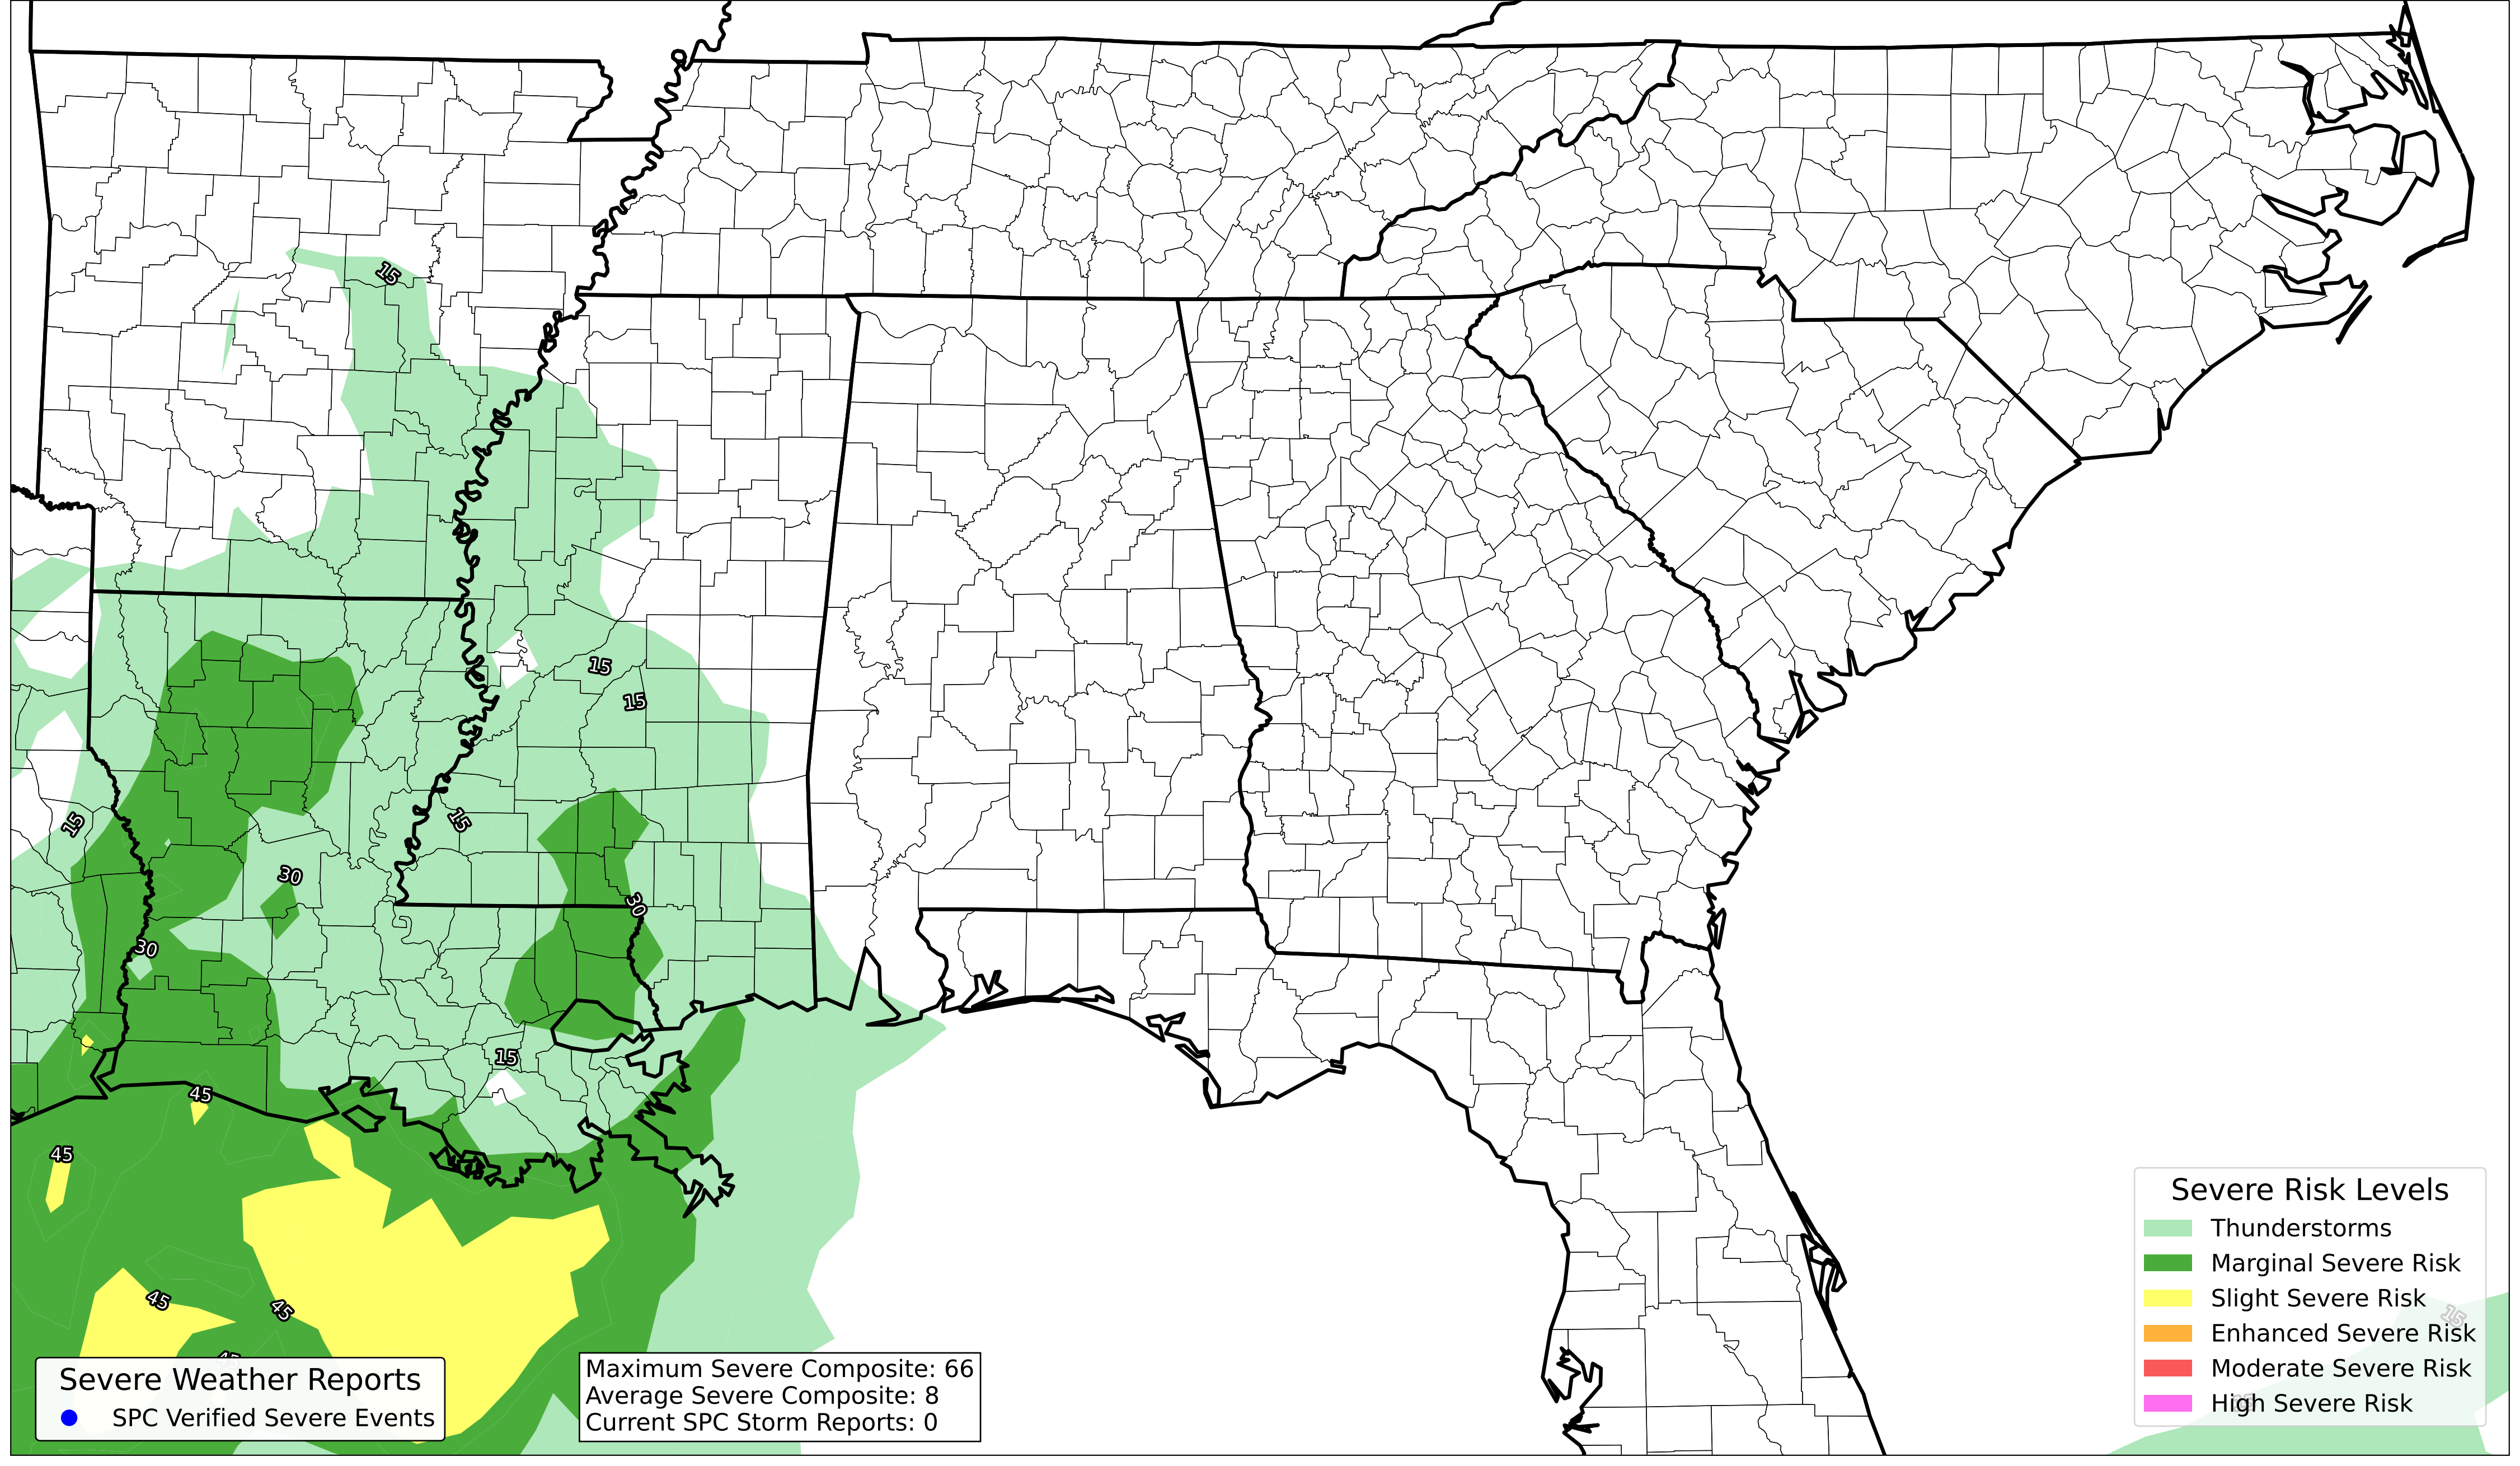 15
15
15
15
15
30
30
30
15
45
45
45
45
45
15
Severe Weather Reports
SPC Verified Severe Events
Maximum Severe Composite: 66
Average Severe Composite: 8
Current SPC Storm Reports: 0
Severe Risk Levels
Thunderstorms
Marginal Severe Risk
Slight Severe Risk
Enhanced Severe Risk
Moderate Severe Risk
High Severe Risk